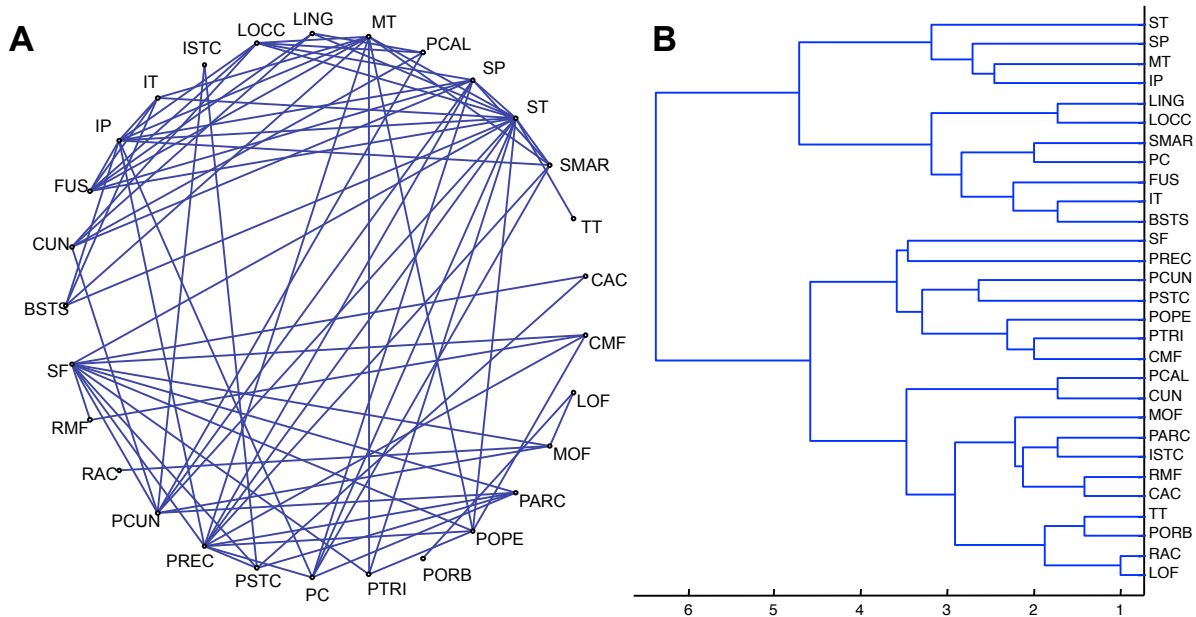 A
LING
MT
LOCC
PCAL
ISTC
SP
IT
ST
IP
SMAR
FUS
TT
CUN
CAC
BSTS
CMF
SF
LOF
RMF
MOF
RAC
PARC
PCUN
POPE
PREC
PORB
PSTC
PTRI
PC
B
ST
SP
MT
IP
LING
LOCC
SMAR
PC
FUS
IT
BSTS
SF
PREC
PCUN
PSTC
POPE
PTRI
CMF
PCAL
CUN
MOF
PARC
ISTC
RMF
CAC
TT
PORB
RAC
LOF
6 5 4 3 2 1